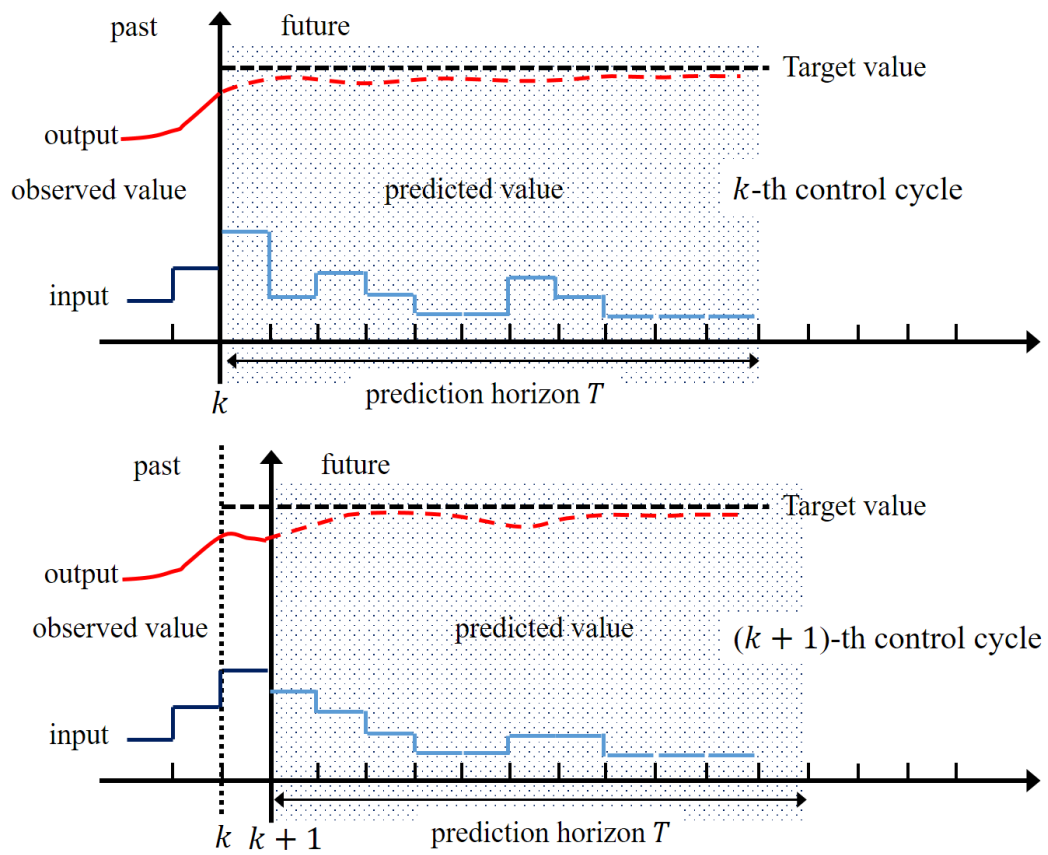 past
future
Target value
output
observed value
predicted value
k-th control cycle
input
prediction horizon T
k
past
future
Target value
output
observed value
predicted value
(k + 1)-th control cycle
input
k
k + 1
prediction horizon T